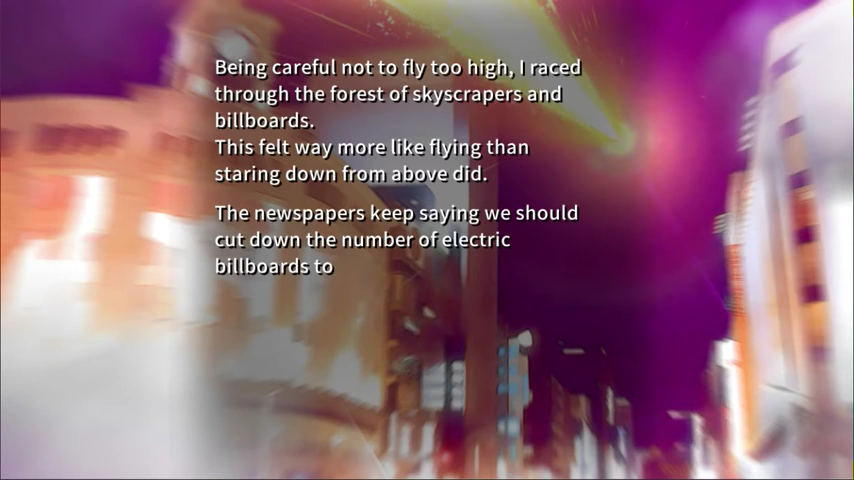 Being careful not to fly too high, I raced
through the forest of skyscrapers and
billboards.
This felt way more like flying than
staring down from above did.
The newspapers keep saying we should
cut down the number of electric
billboards to